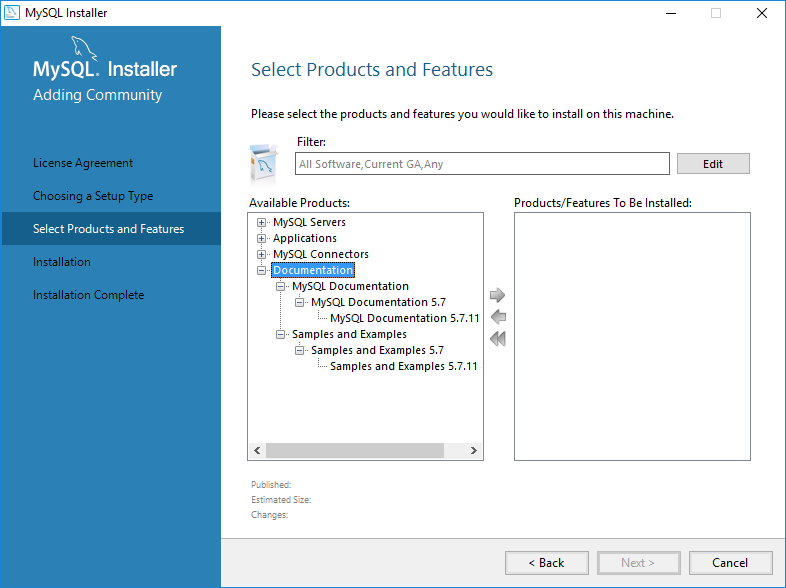 MySQL Installer
MySQL. Installer
Adding Community
License Agreement
Choosing a Setup Type
Select Products and Features
Installation
Installation Complete
Select Products and Features
Please select the products and features you would like to install on this machine.
Filter:
All Software,Current GA,Any
Edit
Available Products:
MySQL Servers
Applications
MySQL Connectors
Documentation
MySQL Documentation
MySQL Documentation 5.7
MySQL Documentation 5.7.11
Samples and Examples
Samples and Examples 5.7
Samples and Examples 5.7.11
Products/Features To Be Installed:
Published:
Estimated Size:
Changes:
< Back
Next >
Cancel